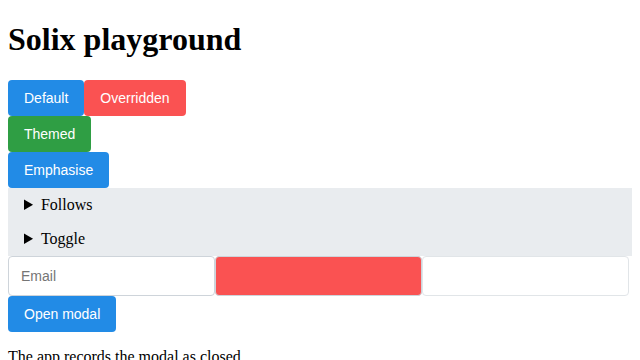 Solix playground
Default Overridden
Themed
Emphasise
Follows
Toggle
Email
Open modal
The app records the modal as closed